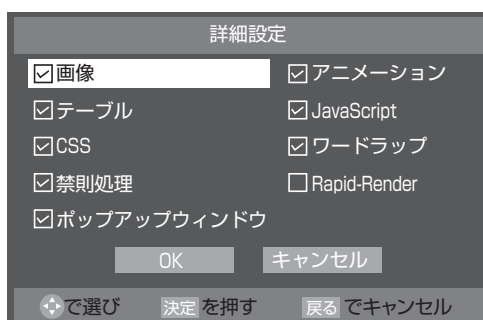 詳細設定
画像 アニメーション
テーブル JavaScript
CSS ワードラップ
禁則処理 Rapid-Render
ポップアップウィンドウ
OK キャンセル
で選び 決定 を押す 戻る でキャンセル